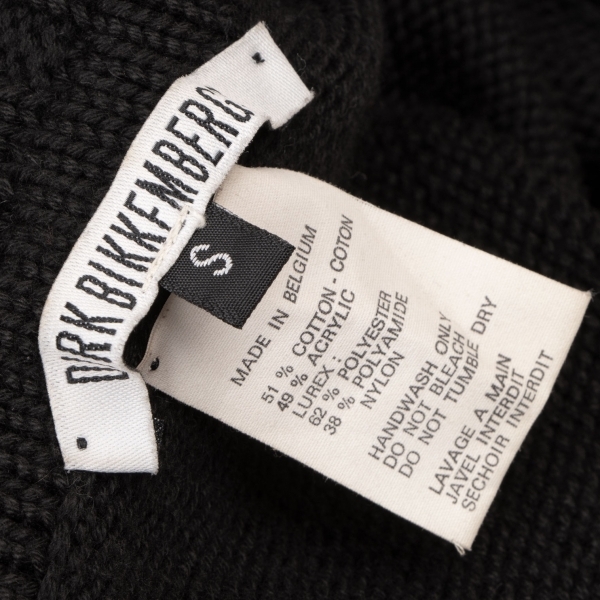 DIRK BIKKEMBERG
S
MADE IN BELGIUM
51 % COTTON - COTON
49 % ACRYLIC
LUREX :
62 % POLYESTER
38 % POLYAMIDE
NYLON
HANDWASH ONLY
DO NOT BLEACH
DO NOT TUMBLE DRY
LAVAGE A MAIN
JAVEL INTERDIT
SECHOIR INTERDIT